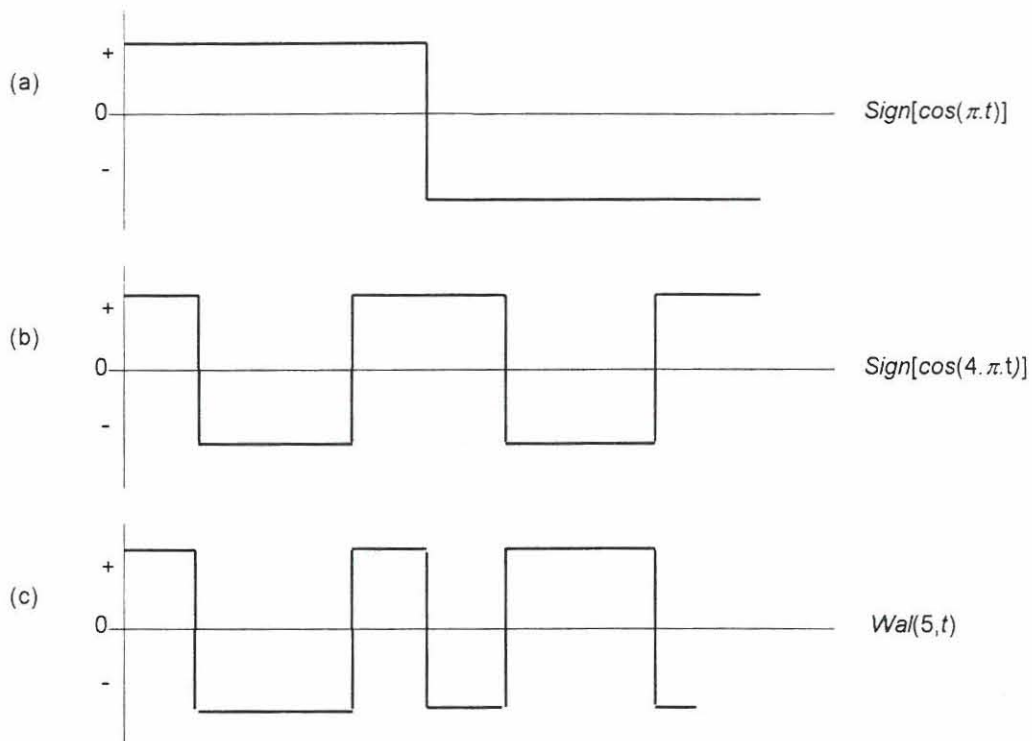 (a)
+
0
-
Sign[cos(π.t)]
(b)
+
0
-
Sign[cos(4.π.t)]
(c)
+
0
-
Wal(5,t)